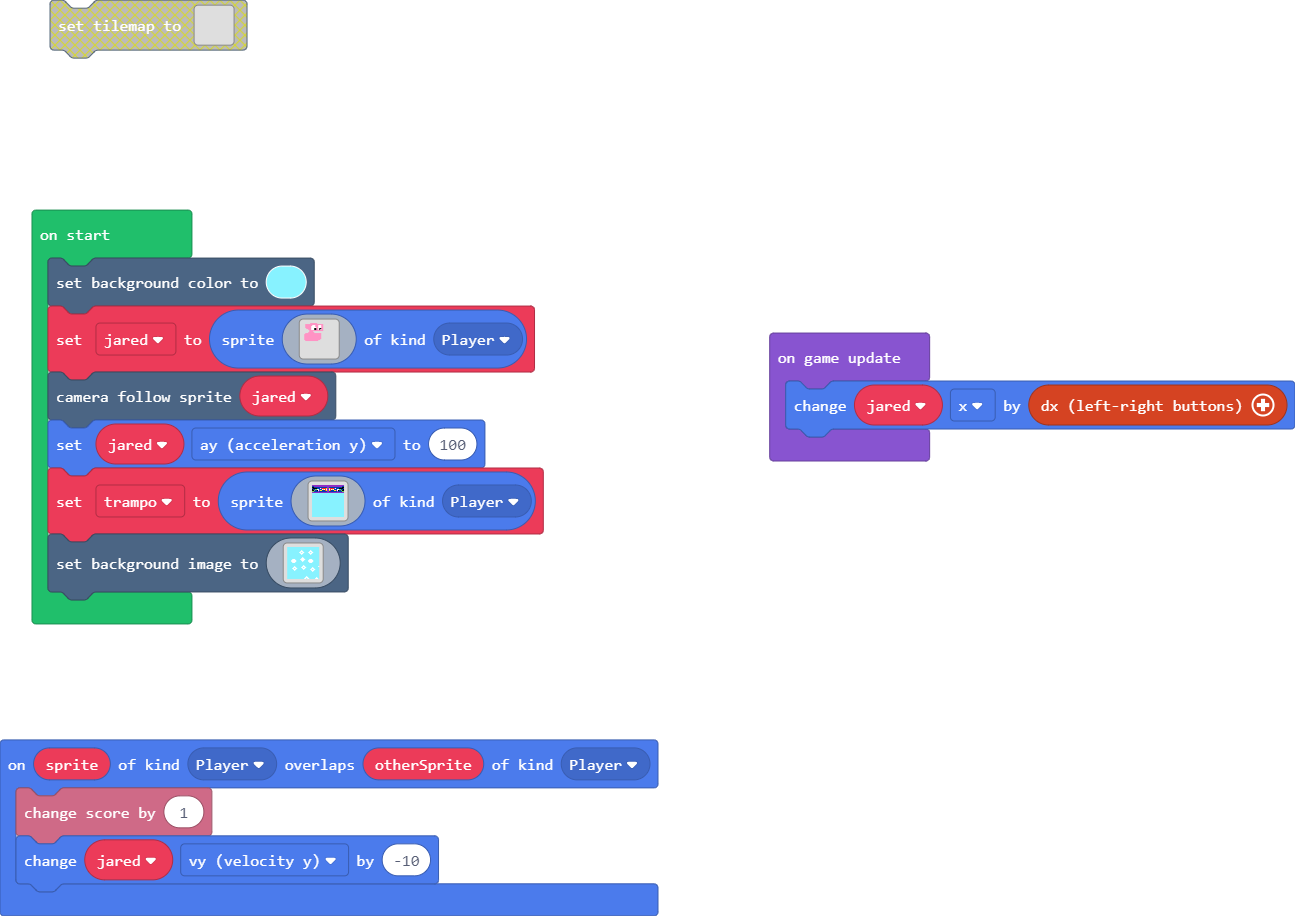 set tilemap to
on start
set background color to
set jared to sprite of kind Player
camera follow sprite jared
set jared ay (acceleration y) to 100
set trampo to sprite of kind Player
set background image to
on game update
change jared x by dx (left-right buttons)
on sprite of kind Player overlaps otherSprite of kind Player
change score by 1
change jared vy (velocity y) by -10